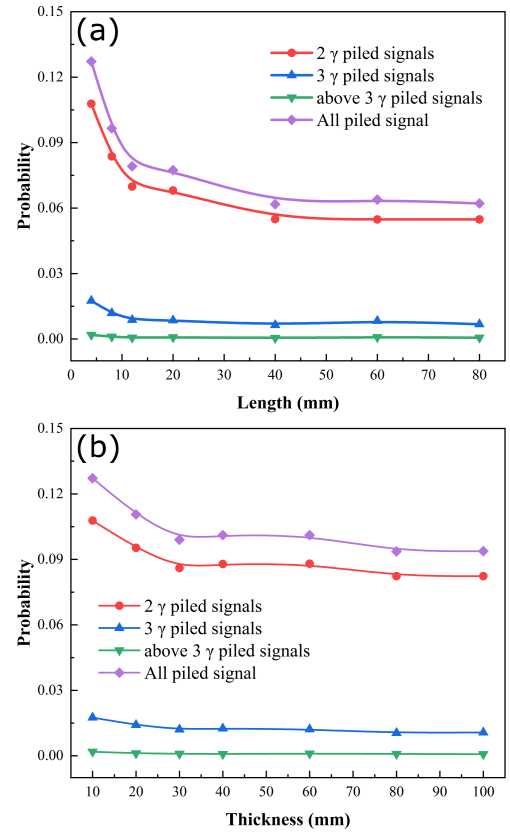 (a)
2 γ piled signals
3 γ piled signals
above 3 γ piled signals
All piled signal
Probability
0.15
0.12
0.09
0.06
0.03
0.00
0 10 20 30 40 50 60 70 80
Length (mm)
(b)
0.15
0.12
0.09
0.06
0.03
0.00
Probability
2 γ piled signals
3 γ piled signals
above 3 γ piled signals
All piled signal
10 20 30 40 50 60 70 80 90 100
Thickness (mm)